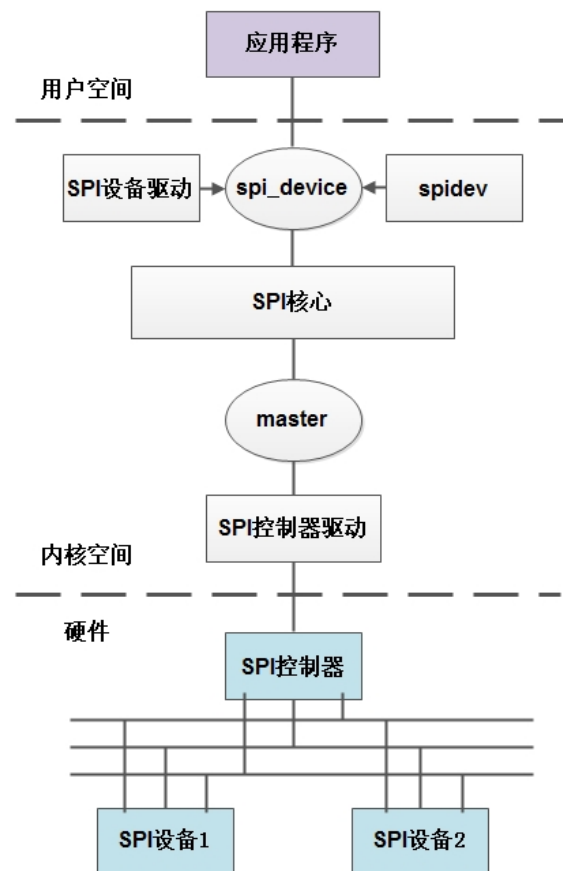 应用程序
用户空间
SPI设备驱动
spi_device
spidev
SPI核心
master
SPI控制器驱动
内核空间
硬件
SPI控制器
SPI设备1
SPI设备2